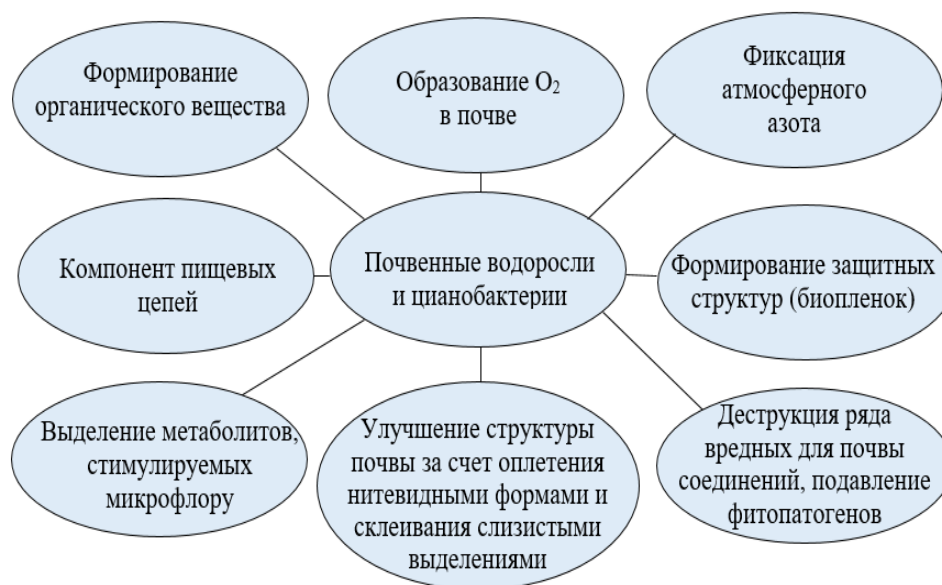 Формирование
органического вещества
Образование O₂
в почве
Фиксация
атмосферного
азота
Компонент пищевых
цепей
Почвенные водоросли
и цианобактерии
Формирование защитных
структур (биопленок)
Выделение метаболитов,
стимулируемых
микрофлору
Улучшение структуры
почвы за счет оплетения
нитевидными формами и
склеивания слизистыми
выделениями
Деструкция ряда
вредных для почвы
соединений, подавление
фитопатогенов